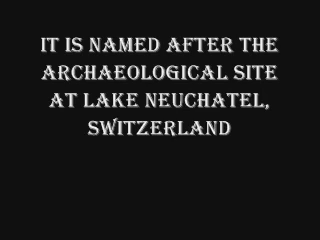 IT IS NAMED AFTER THE
ARCHAEOLOGICAL SITE
AT LAKE NEUCHATEL,
SWITZERLAND